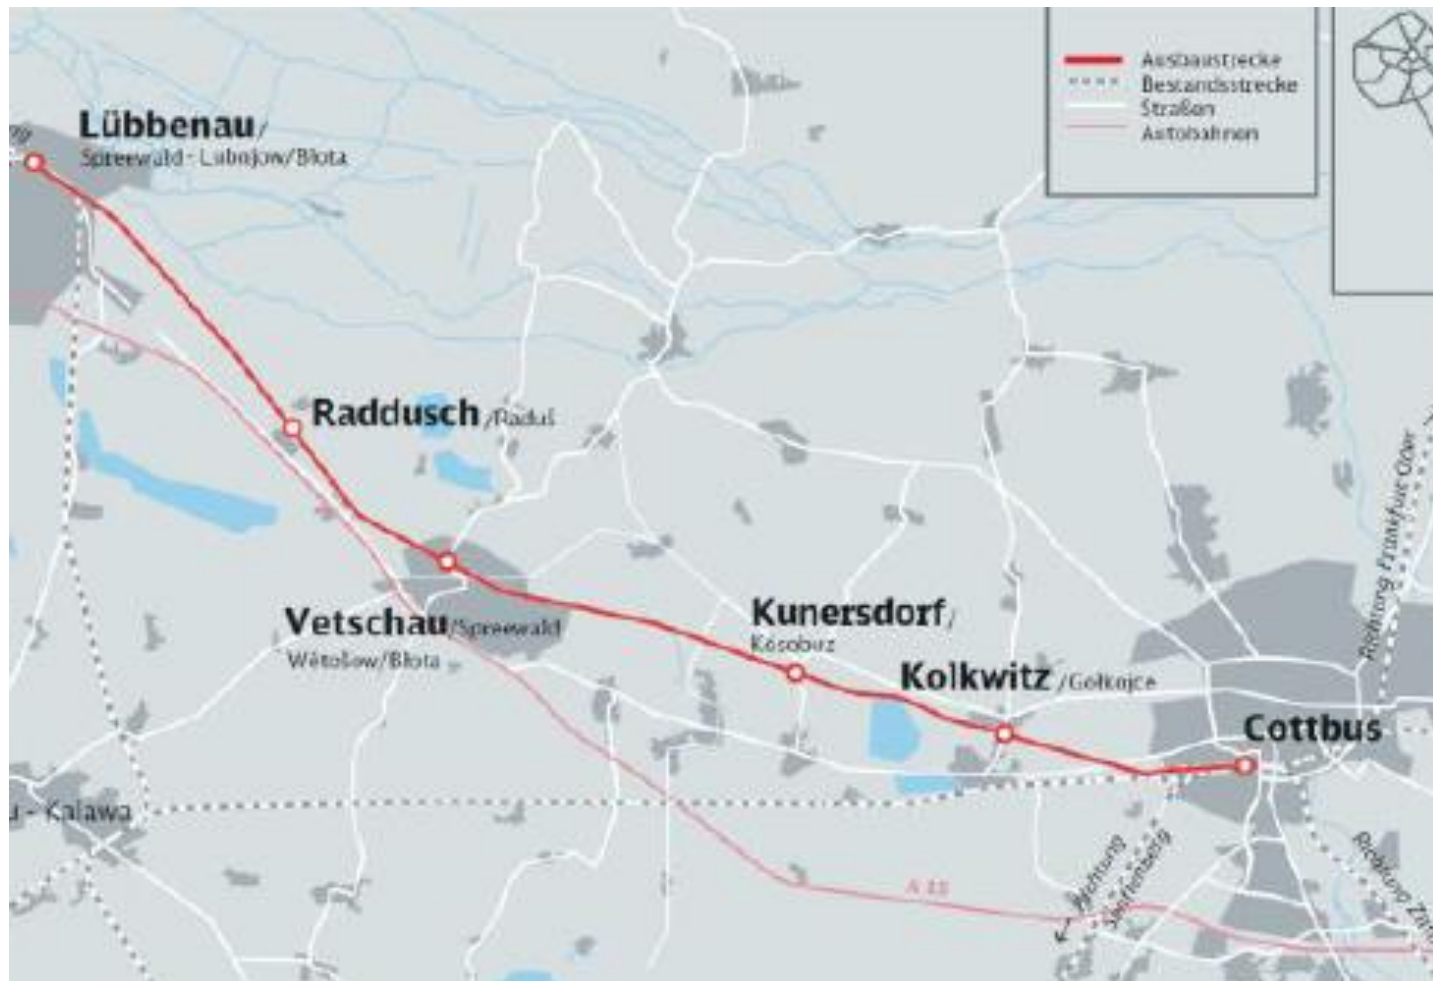 Ausbaustrecke
Bestandsstrecke
Straßen
Autobahnen
Lübbenau/
Spreewald - Lubnjow/Błota
Raddusch /Raduš
Vetschau/Spreewald
Wětošow/Błota
Kunersdorf/
Kósobuz
Kolkwitz /Gołkojce
Cottbus
Richtung Frankfurt Oder
- Kalawa
A 15
Richtung
Senftenberg
Richtung